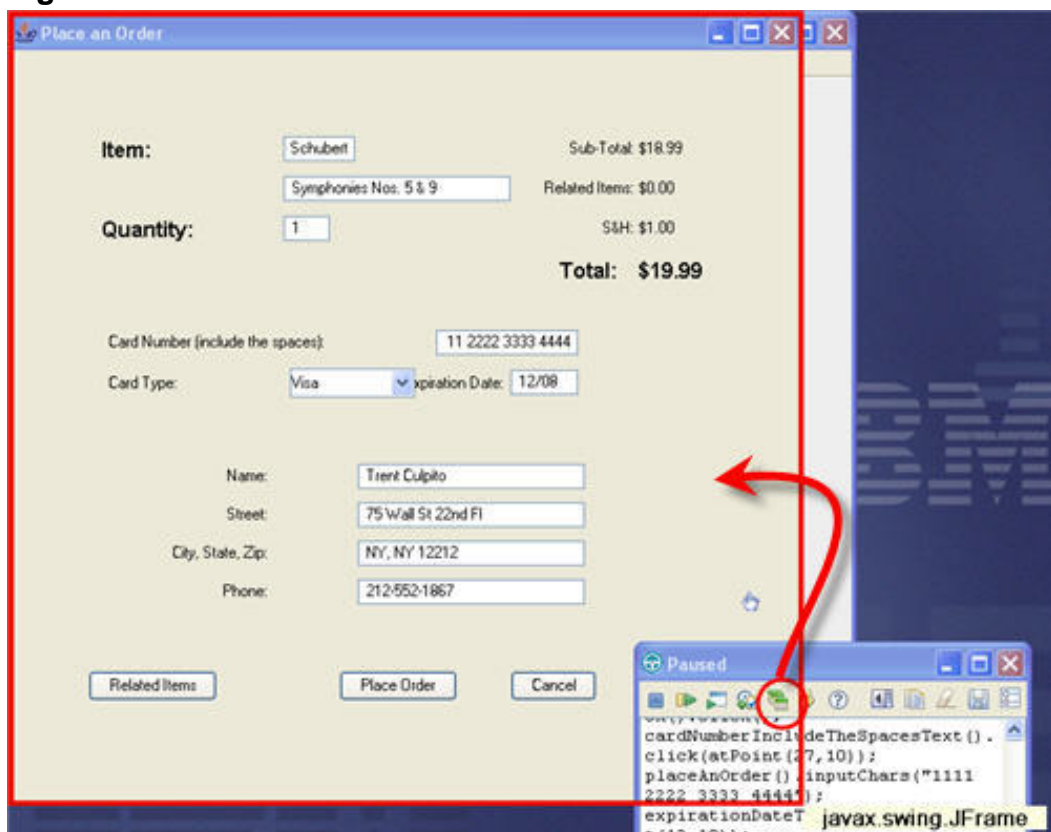 Place an Order
Item:
Schubert
Sub-Total: $18.99
Symphonies Nos. 5 & 9
Related Items: $0.00
Quantity:
1
S&H: $1.00
Total: $19.99
Card Number (include the spaces):
11 2222 3333 4444
Card Type:
Visa
xpiration Date:
12/08
Name:
Trent Culpito
Street:
75 Wall St 22nd Fl
City, State, Zip:
NY, NY 12212
Phone:
212-552-1867
Related Items
Place Order
Cancel
Paused
cardNumberIncludeTheSpacesText().
click(atPoint(27,10));
placeAnOrder().inputChars("1111
2222 3333 4444");
expirationDateT
javax.swing.JFrame
BM